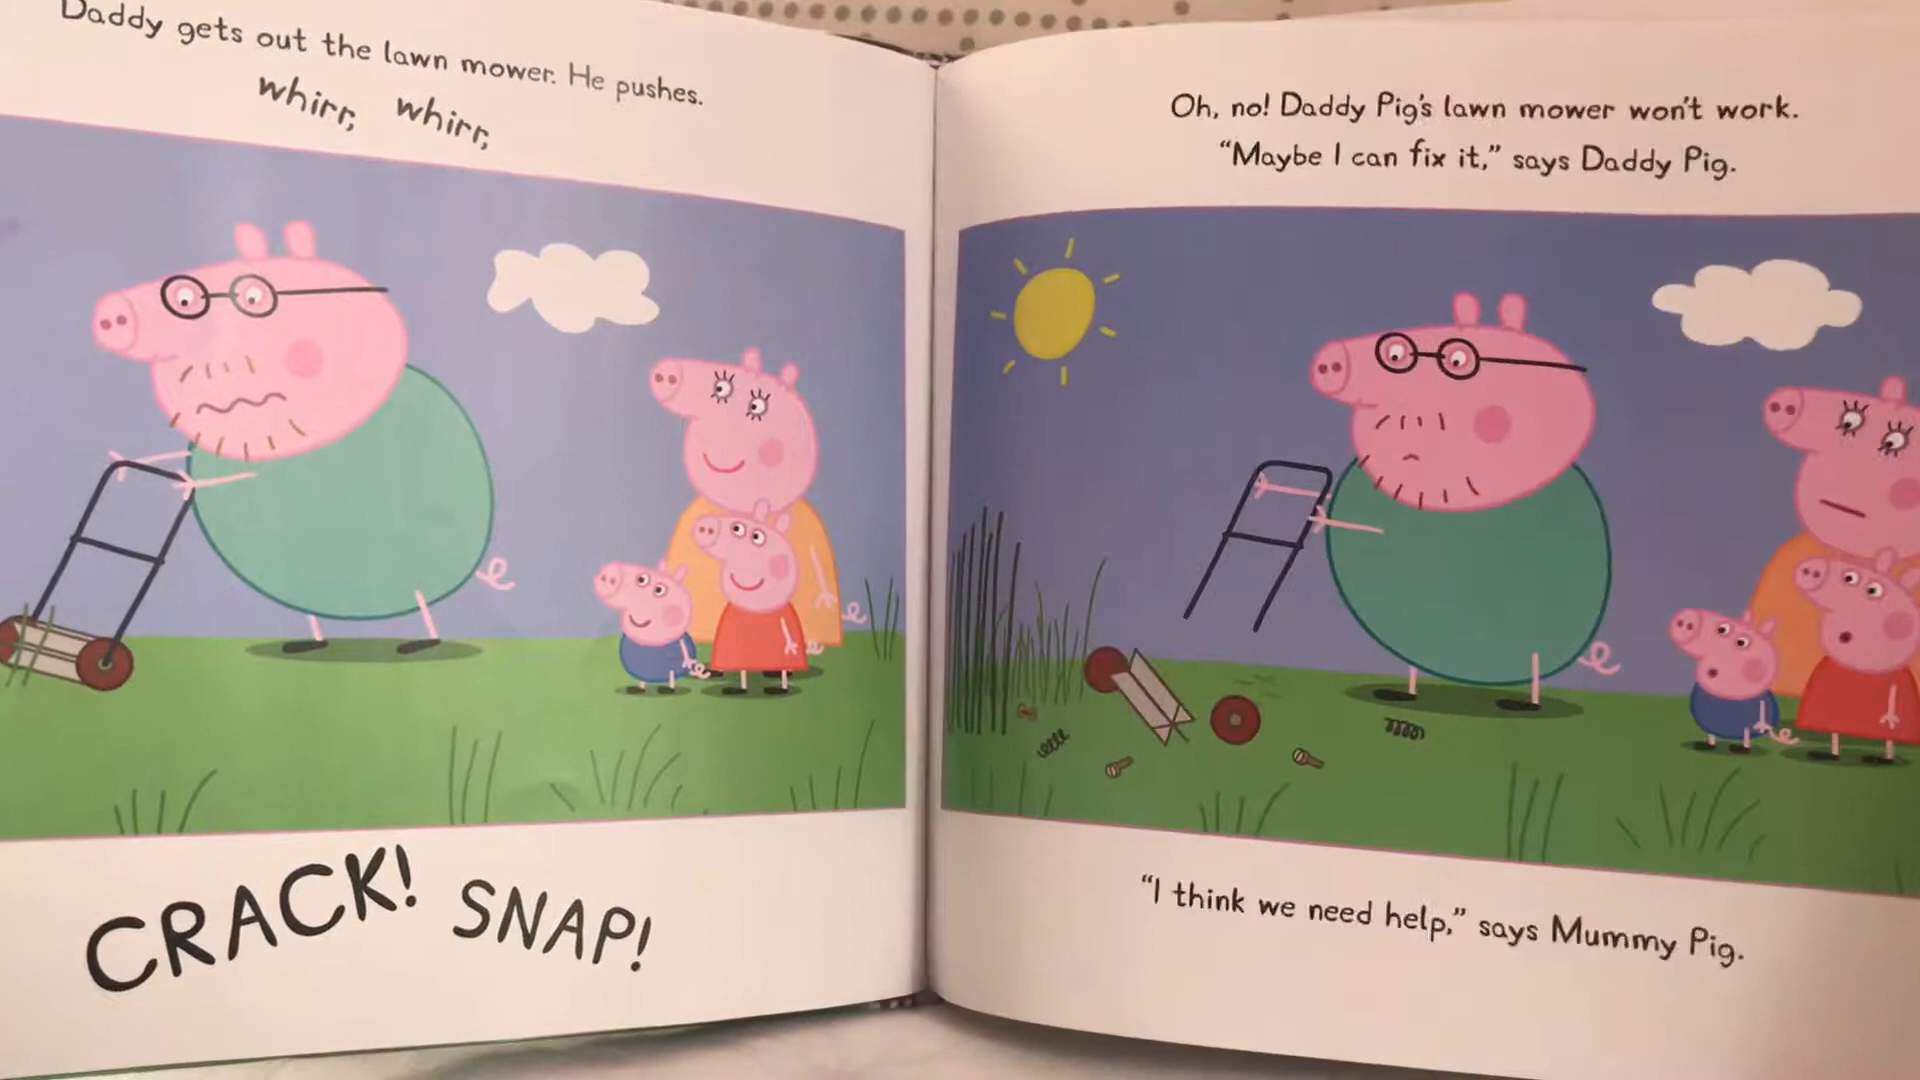 Daddy gets out the lawn mower. He pushes.
whirr, whirr,
CRACK! SNAP!
Oh, no! Daddy Pig's lawn mower won't work.
“Maybe I can fix it,” says Daddy Pig.
“I think we need help,” says Mummy Pig.